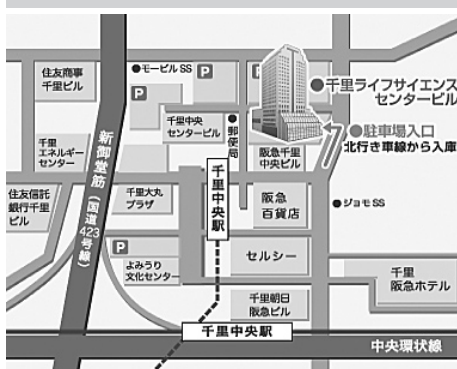 住友商事
千里ビル
●モービルSS
P
P
P
P
●千里ライフサイエンス
センタービル
千里中央
センタービル
●郵便局
●駐車場入口
北行き車線から入庫
千里
エネルギー
センター
新御堂筋(国道423号線)
阪急千里
中央ビル
住友信託
銀行千里
ビル
千里大丸
プラザ
千里中央駅
阪急
百貨店
●ジョモSS
P
よみうり
文化センター
セルシー
千里
阪急ホテル
千里朝日
阪急ビル
千里中央駅
中央環状線